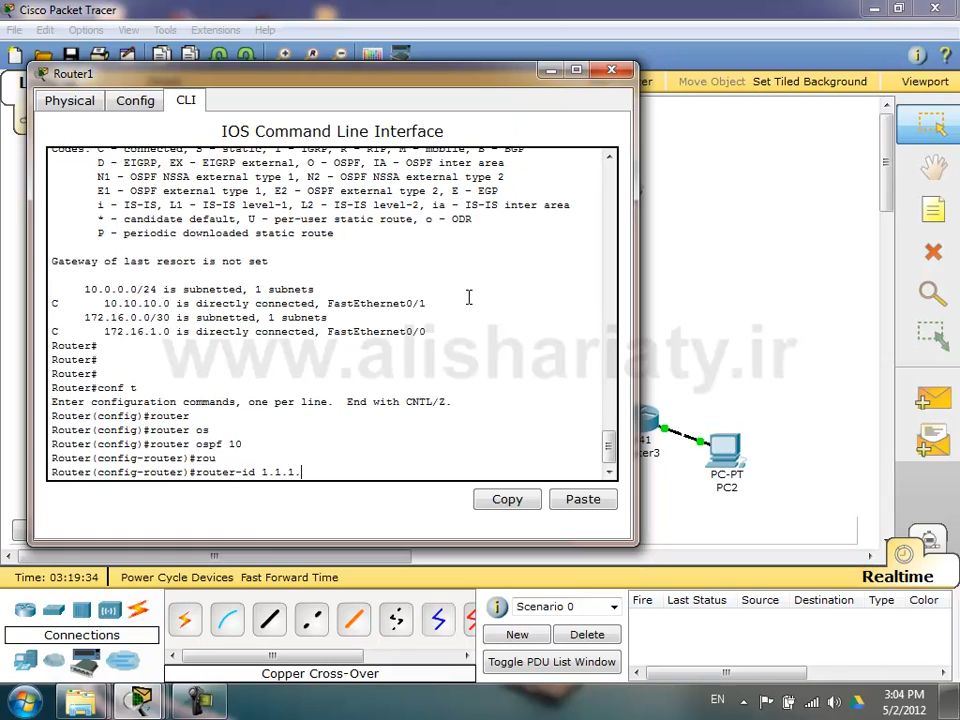 Cisco Packet Tracer
File Edit Options View Tools Extensions Help
Router1
Move Object Set Tiled Background Viewport
Physical Config CLI
IOS Command Line Interface
Codes: C - connected, S - static, I - IGRP, R - RIP, M - mobile, B - BGP
D - EIGRP, EX - EIGRP external, O - OSPF, IA - OSPF inter area
N1 - OSPF NSSA external type 1, N2 - OSPF NSSA external type 2
E1 - OSPF external type 1, E2 - OSPF external type 2, E - EGP
i - IS-IS, L1 - IS-IS level-1, L2 - IS-IS level-2, ia - IS-IS inter area
* - candidate default, U - per-user static route, o - ODR
P - periodic downloaded static route
Gateway of last resort is not set
10.0.0.0/24 is subnetted, 1 subnets
C 10.10.10.0 is directly connected, FastEthernet0/1
172.16.0.0/30 is subnetted, 1 subnets
C 172.16.1.0 is directly connected, FastEthernet0/0
Router#
Router#
Router#
Router#conf t
Enter configuration commands, one per line. End with CNTL/Z.
Router(config)#router
Router(config)#router os
Router(config)#router ospf 10
Router(config-router)#rou
Router(config-router)#router-id 1.1.1.
www.alishariaty.ir
Copy Paste
PC-PT
PC2
Time: 03:19:34 Power Cycle Devices Fast Forward Time
Realtime
Connections
Copper Cross-Over
Scenario 0
New Delete
Toggle PDU List Window
Fire Last Status Source Destination Type Color
EN
3:04 PM
5/2/2012